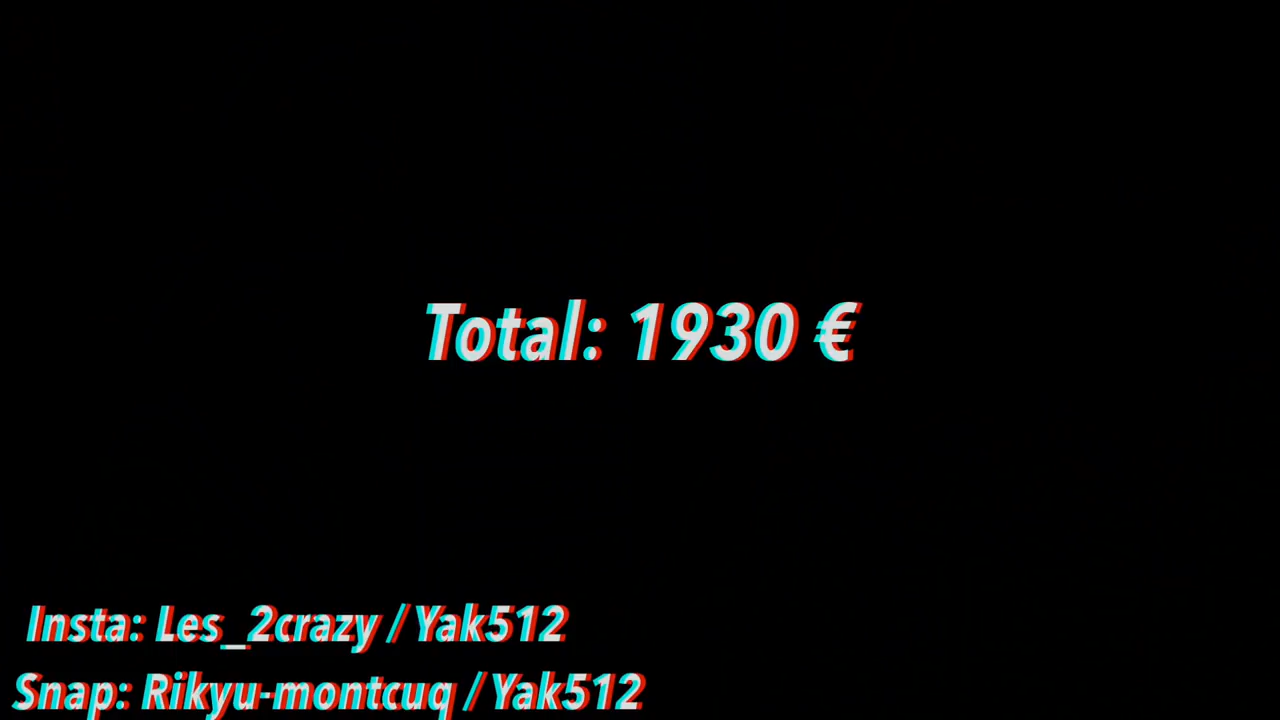 Total: 1930 €
Insta: Les_2crazy / Yak512
Snap: Rikyu-montcuq / Yak512